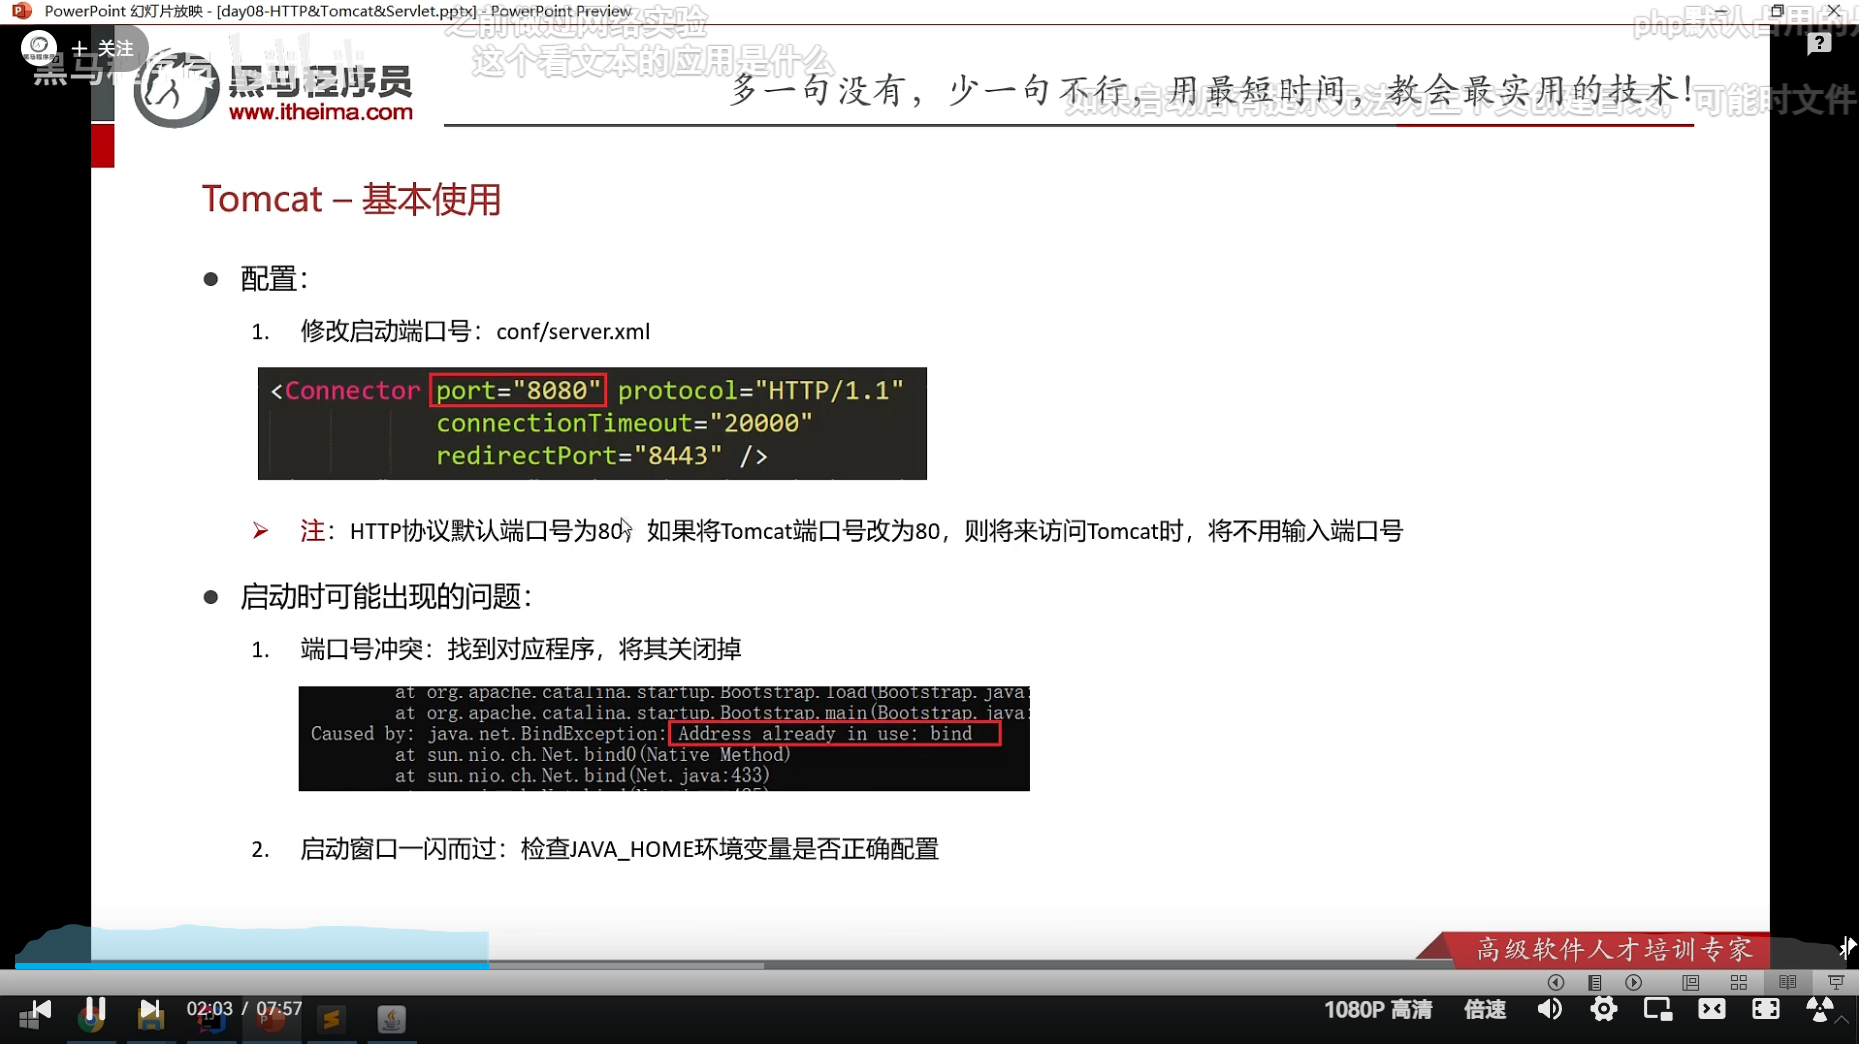 PowerPoint 幻灯片放映 - [day08-HTTP&Tomcat&Servlet.pptx] - PowerPoint Preview
之前做过网络实验
php默认占用的
+ 关注
这个看文本的应用是什么
黑马程序员
黑马程序员
www.itheima.com
多一句没有，少一句不行，用最短时间，教会最实用的技术！
可能时文件
Tomcat – 基本使用
配置：
1. 修改启动端口号：conf/server.xml
<Connector port="8080" protocol="HTTP/1.1"
connectionTimeout="20000"
redirectPort="8443" />
注：HTTP协议默认端口号为80，如果将Tomcat端口号改为80，则将来访问Tomcat时，将不用输入端口号
启动时可能出现的问题：
1. 端口号冲突：找到对应程序，将其关闭掉
at org.apache.catalina.startup.Bootstrap.load(Bootstrap.java:
at org.apache.catalina.startup.Bootstrap.main(Bootstrap.java:
Caused by: java.net.BindException: Address already in use: bind
at sun.nio.ch.Net.bind0(Native Method)
at sun.nio.ch.Net.bind(Net.java:433)
2. 启动窗口一闪而过：检查JAVA_HOME环境变量是否正确配置
高级软件人才培训专家
02:03 / 07:57
1080P 高清
倍速